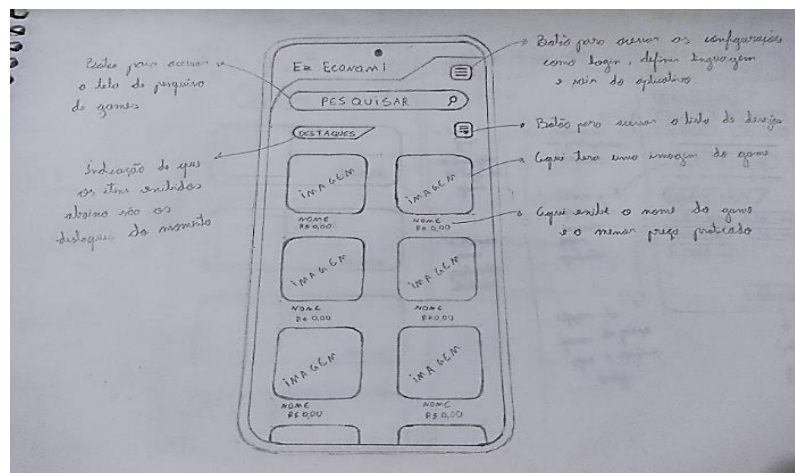 Botão para acessar
a tela de pesquisa
de games
Indicação de que
os itens exibidos
abaixo são os
destaques do momento
Ez Economi
PESQUISAR
DESTAQUES
IMAGEM
IMAGEM
NOME
R$ 0,00
NOME
R$ 0,00
IMAGEM
IMAGEM
NOME
R$ 0,00
NOME
R$ 0,00
IMAGEM
IMAGEM
NOME
R$ 0,00
NOME
R$ 0,00
Botão para acessar as configurações
como login, definir linguagem
e sair do aplicativo.
Botão para acessar a lista de desejos
Aqui tera uma imagem do game
Aqui exibe o nome do game
e o menor preço praticado